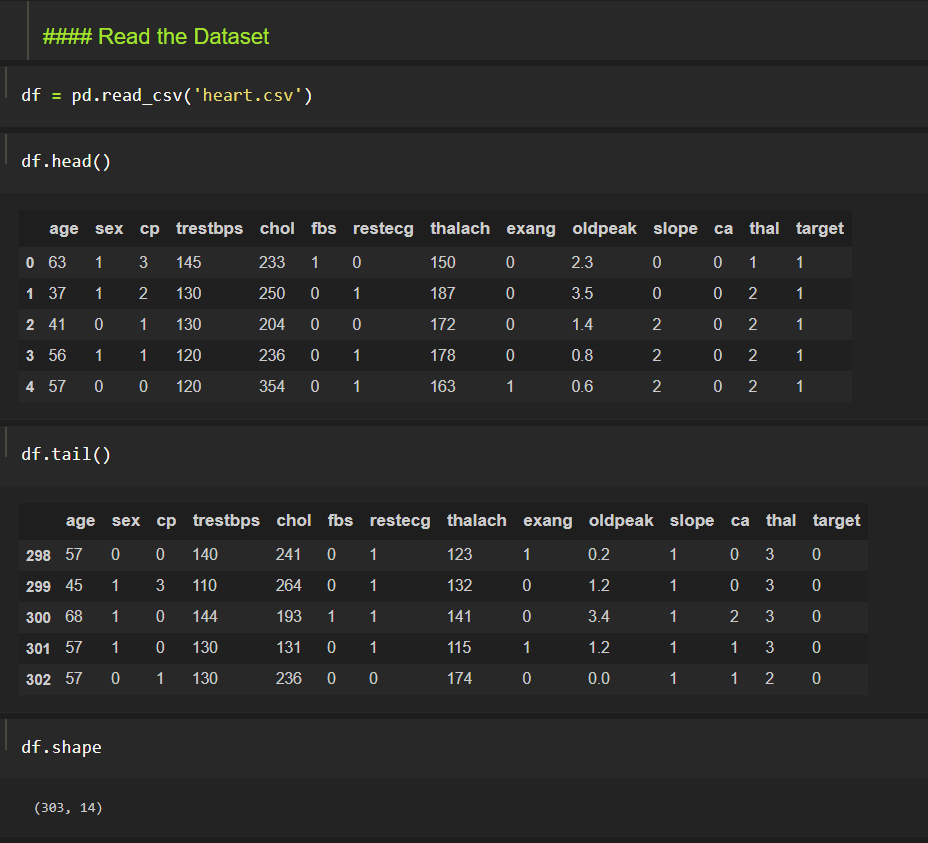 #### Read the Dataset
df = pd.read_csv('heart.csv')
df.head()
age sex cp trestbps chol fbs restecg thalach exang oldpeak slope ca thal target
0 63 1 3 145 233 1 0 150 0 2.3 0 0 1 1
1 37 1 2 130 250 0 1 187 0 3.5 0 0 2 1
2 41 0 1 130 204 0 0 172 0 1.4 2 0 2 1
3 56 1 1 120 236 0 1 178 0 0.8 2 0 2 1
4 57 0 0 120 354 0 1 163 1 0.6 2 0 2 1
df.tail()
age sex cp trestbps chol fbs restecg thalach exang oldpeak slope ca thal target
298 57 0 0 140 241 0 1 123 1 0.2 1 0 3 0
299 45 1 3 110 264 0 1 132 0 1.2 1 0 3 0
300 68 1 0 144 193 1 1 141 0 3.4 1 2 3 0
301 57 1 0 130 131 0 1 115 1 1.2 1 1 3 0
302 57 0 1 130 236 0 0 174 0 0.0 1 1 2 0
df.shape
(303, 14)